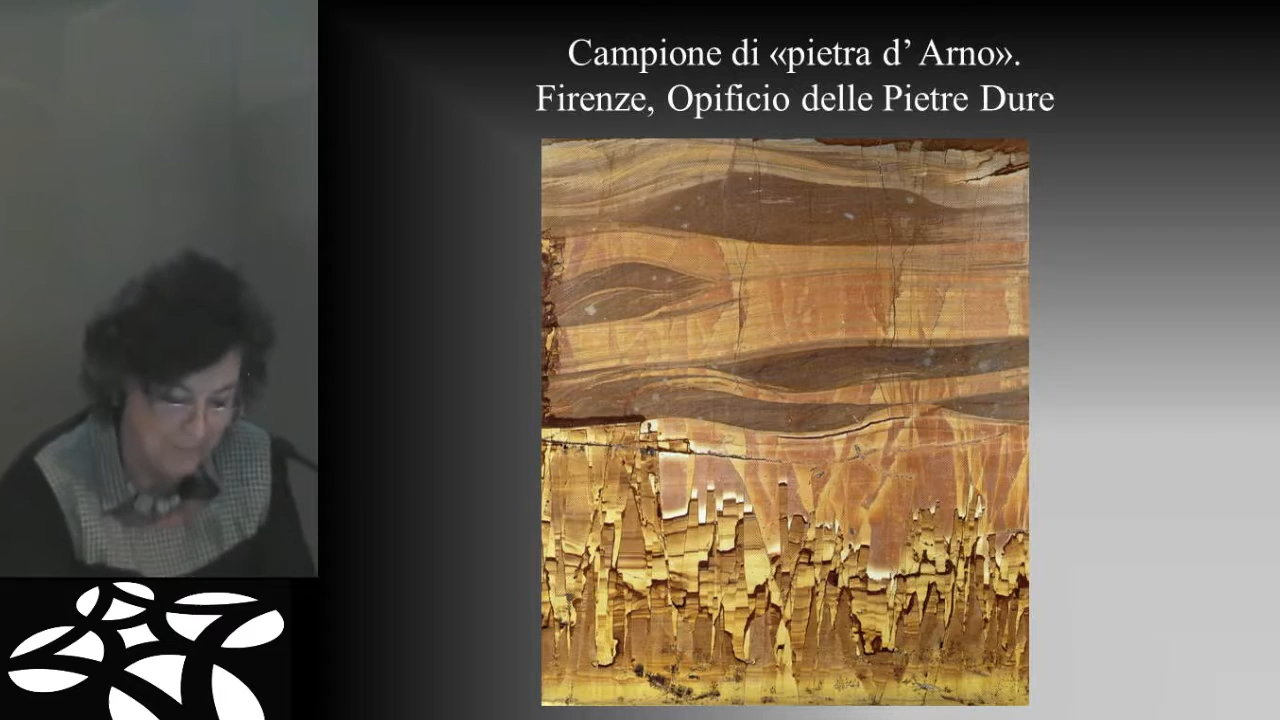 Campione di «pietra d’ Arno».
Firenze, Opificio delle Pietre Dure